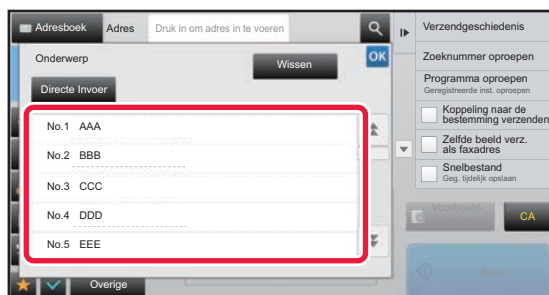 Adresboek
Adres
Druk in om adres in te voeren
Verzendgeschiedenis
Onderwerp
Wissen
OK
Zoeknummer oproepen
Directe Invoer
Programma oproepen
Geregistreerde inst. oproepen
No.1 AAA
Koppeling naar de
bestemming verzenden
No.2 BBB
Zelfde beeld verz.
als faxadres
No.3 CCC
Snelbestand
Geg. tijdelijk opslaan
No.4 DDD
Voorbeeld-
CA
No.5 EEE
Start
Overige